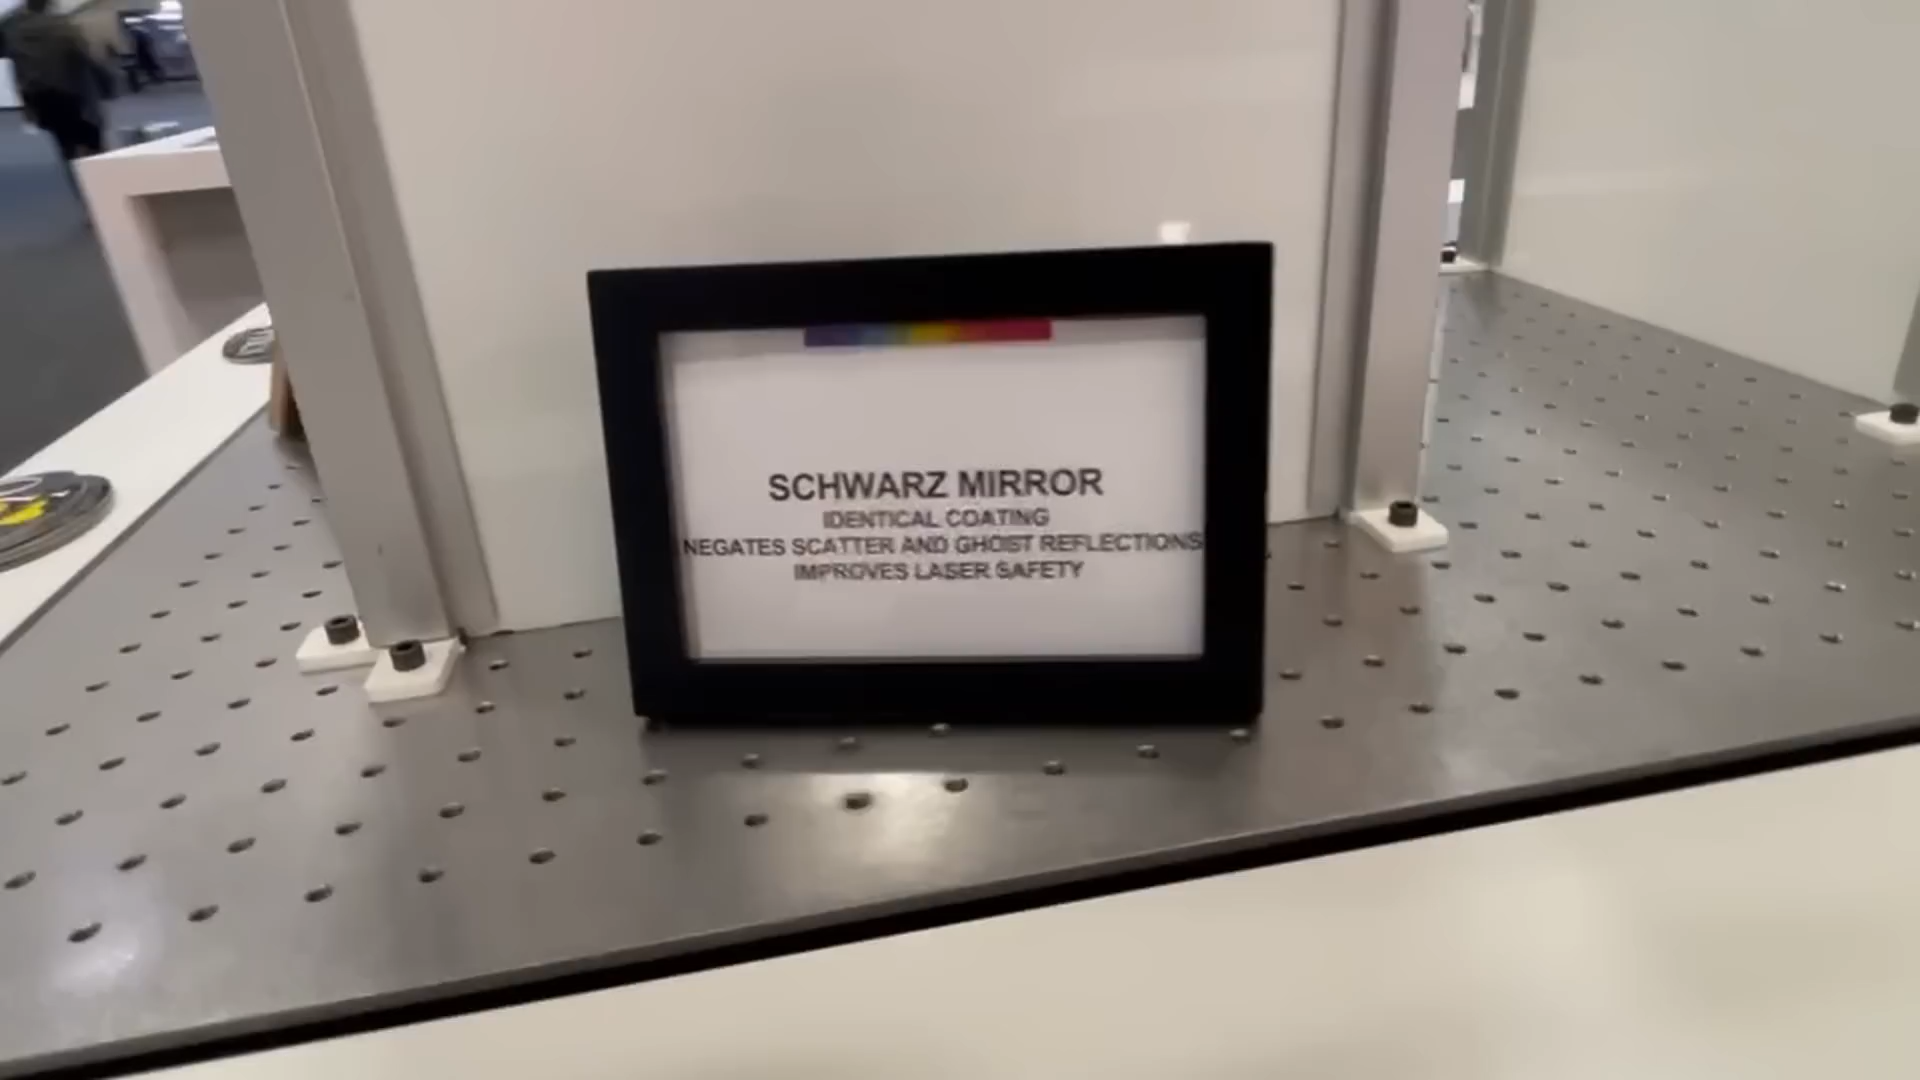 SCHWARZ MIRROR
IDENTICAL COATING
NEGATES SCATTER AND GHOST REFLECTIONS
IMPROVES LASER SAFETY